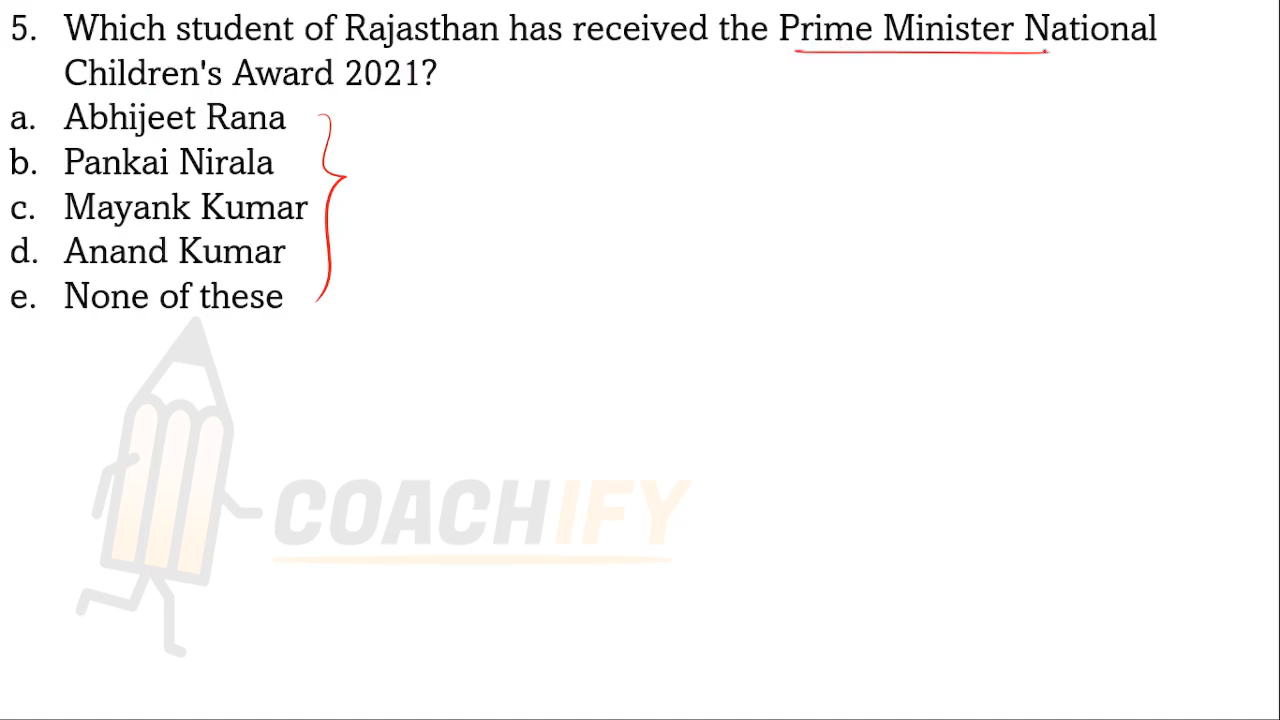 5. Which student of Rajasthan has received the Prime Minister National
Children's Award 2021?
a. Abhijeet Rana
b. Pankai Nirala
c. Mayank Kumar
d. Anand Kumar
e. None of these
COACHIFY